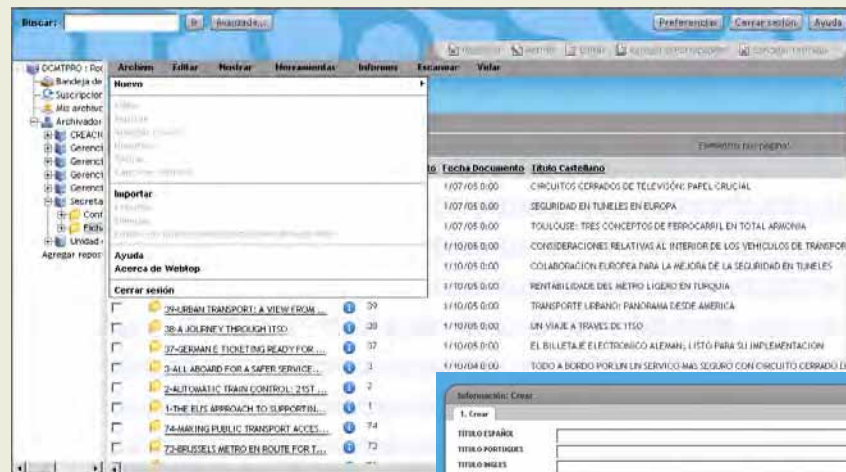 Buscar:
Preferencias Cerrar sesión Ayuda
Archivo Editar Mostrar Herramientas Informes Escanear Vistas
DCMTPRO :
Bandeja de
Suscripcion
Mis archivo
Archivador
CREACI
Gerenci
Gerenci
Gerenci
Gerenci
Secreta
Cont
Fich
Unidad
Agregar repos
Nuevo
Importar
Ayuda
Acerca de Webtop
Cerrar sesión
Elementos por página:
Fecha Documento Título Castellano
1/07/05 0:00 CIRCUITOS CERRADOS DE TELEVISIÓN: PAPEL CRUCIAL
1/07/05 0:00 SEGURIDAD EN TUNELES EN EUROPA
1/07/05 0:00 TOULOUSE: TRES CONCEPTOS DE FERROCARRIL EN TOTAL ARMONIA
1/10/05 0:00 CONSIDERACIONES RELATIVAS AL INTERIOR DE LOS VEHICULOS DE TRANSPOR
1/10/05 0:00 COLABORACION EUROPEA PARA LA MEJORA DE LA SEGURIDAD EN TUNELES
1/10/05 0:00 RENTABILIDADE DEL METRO LIGERO EN TURQUIA
39-URBAN TRANSPORT: A VIEW FROM ... 39 1/10/05 0:00 TRANSPORTE URBANO: PANORAMA DESDE AMERICA
38-A JOURNEY THROUGH ITSO 38 1/10/05 0:00 UN VIAJE A TRAVES DE ITSO
37-GERMAN E TICKETING READY FOR ... 37 1/10/05 0:00 EL BILLETAJE ELECTRONICO ALEMAN, LISTO PARA SU IMPLEMENTACION
3-ALL ABOARD FOR A SAFER SERVICE... 3 1/10/04 0:00 TODO A BORDO POR UN SERVICO MAS SEGURO CON CIRCUITO CERRADO
2-AUTOMATIC TRAIN CONTROL: 21ST ... 2
1-THE EU'S APPROACH TO SUPPORTIN... 1
74-MAKING PUBLIC TRANSPORT ACCES... 74
73-BRUSSELS METRO EN ROUTE FOR T... 73
Información: Crear
1. Crear
TITULO ESPAÑOL
TITULO PORTUGUES
TITULO INGLES